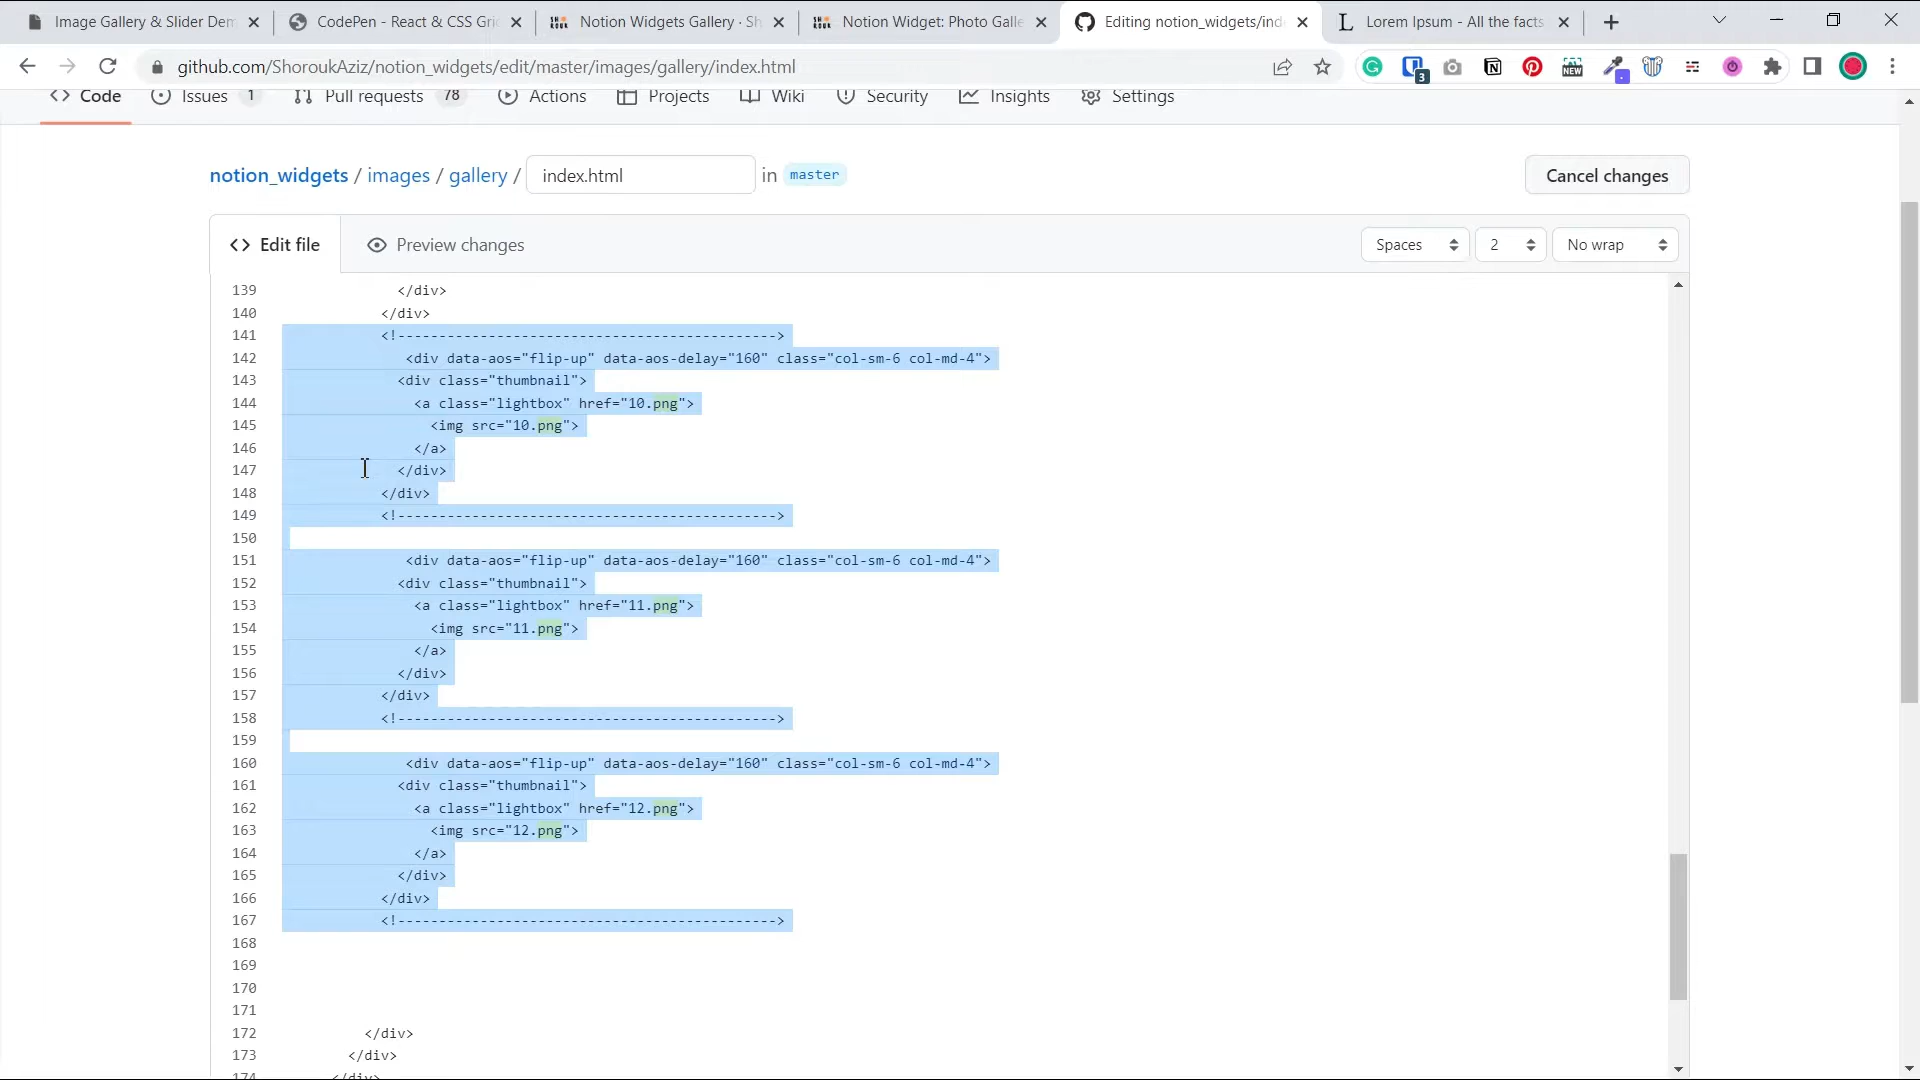 Image Gallery & Slider Dem
CodePen - React & CSS Gri
Notion Widgets Gallery · Sh
Notion Widget: Photo Galle
Editing notion_widgets/ind
Lorem Ipsum - All the facts
github.com/ShoroukAziz/notion_widgets/edit/master/images/gallery/index.html
3
NEW
Code
Issues 1
Pull requests 78
Actions
Projects
Wiki
Security
Insights
Settings
notion_widgets / images / gallery / index.html in master
Cancel changes
<> Edit file
Preview changes
Spaces
2
No wrap
139 </div>
140 </div>
141 <!---------------------------------------------->
142 <div data-aos="flip-up" data-aos-delay="160" class="col-sm-6 col-md-4">
143 <div class="thumbnail">
144 <a class="lightbox" href="10.png">
145 <img src="10.png">
146 </a>
147 </div>
148 </div>
149 <!---------------------------------------------->
150
151 <div data-aos="flip-up" data-aos-delay="160" class="col-sm-6 col-md-4">
152 <div class="thumbnail">
153 <a class="lightbox" href="11.png">
154 <img src="11.png">
155 </a>
156 </div>
157 </div>
158 <!---------------------------------------------->
159
160 <div data-aos="flip-up" data-aos-delay="160" class="col-sm-6 col-md-4">
161 <div class="thumbnail">
162 <a class="lightbox" href="12.png">
163 <img src="12.png">
164 </a>
165 </div>
166 </div>
167 <!---------------------------------------------->
168
169
170
171
172 </div>
173 </div>
174 </div>